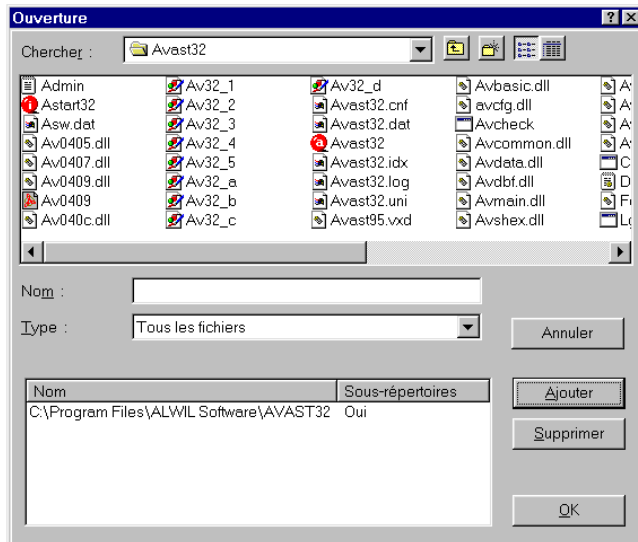 Ouverture
Chercher :
Avast32
Admin
Astart32
Asw.dat
Av0405.dll
Av0407.dll
Av0409.dll
Av0409
Av040c.dll
Av32_1
Av32_2
Av32_3
Av32_4
Av32_5
Av32_a
Av32_b
Av32_c
Av32_d
Avast32.cnf
Avast32.dat
Avast32
Avast32.idx
Avast32.log
Avast32.uni
Avast95.vxd
Avbasic.dll
avcfg.dll
Avcheck
Avcommon.dll
Avdata.dll
Avdbf.dll
Avmain.dll
Avshex.dll
Nom :
Type :
Tous les fichiers
Annuler
Nom
Sous-répertoires
C:\Program Files\ALWIL Software\AVAST32
Oui
Ajouter
Supprimer
OK